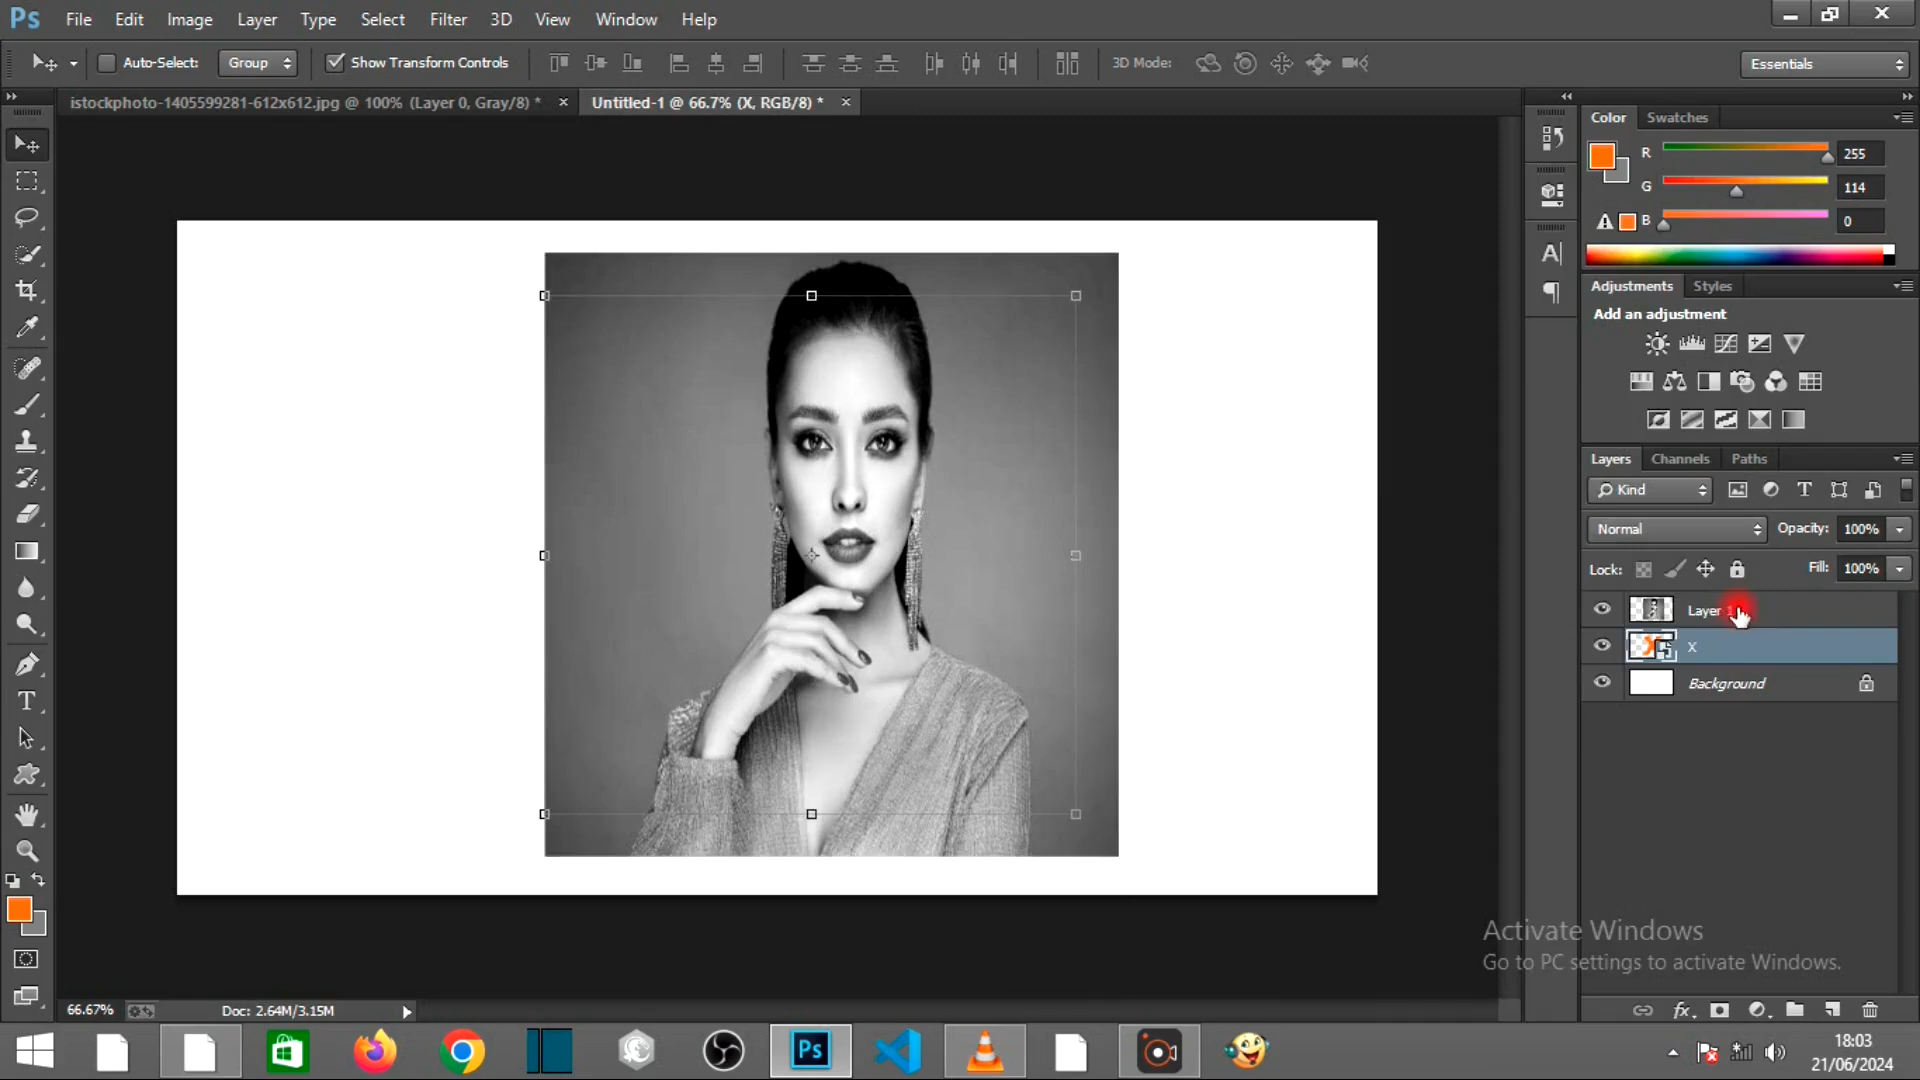 Ps File Edit Image Layer Type Select Filter 3D View Window Help
Auto-Select: Group Show Transform Controls 3D Mode: Essentials
istockphoto-1405599281-612x612.jpg @ 100% (Layer 0, Gray/8) * Untitled-1 @ 66.7% (X, RGB/8) *
Color Swatches
R 255
G 114
B 0
Adjustments Styles
Add an adjustment
Layers Channels Paths
Kind
Normal Opacity: 100%
Lock: Fill: 100%
Layer 1
X
Background
Activate Windows
Go to PC settings to activate Windows.
66.67% Doc: 2.64M/3.15M
Ps
18:03
21/06/2024